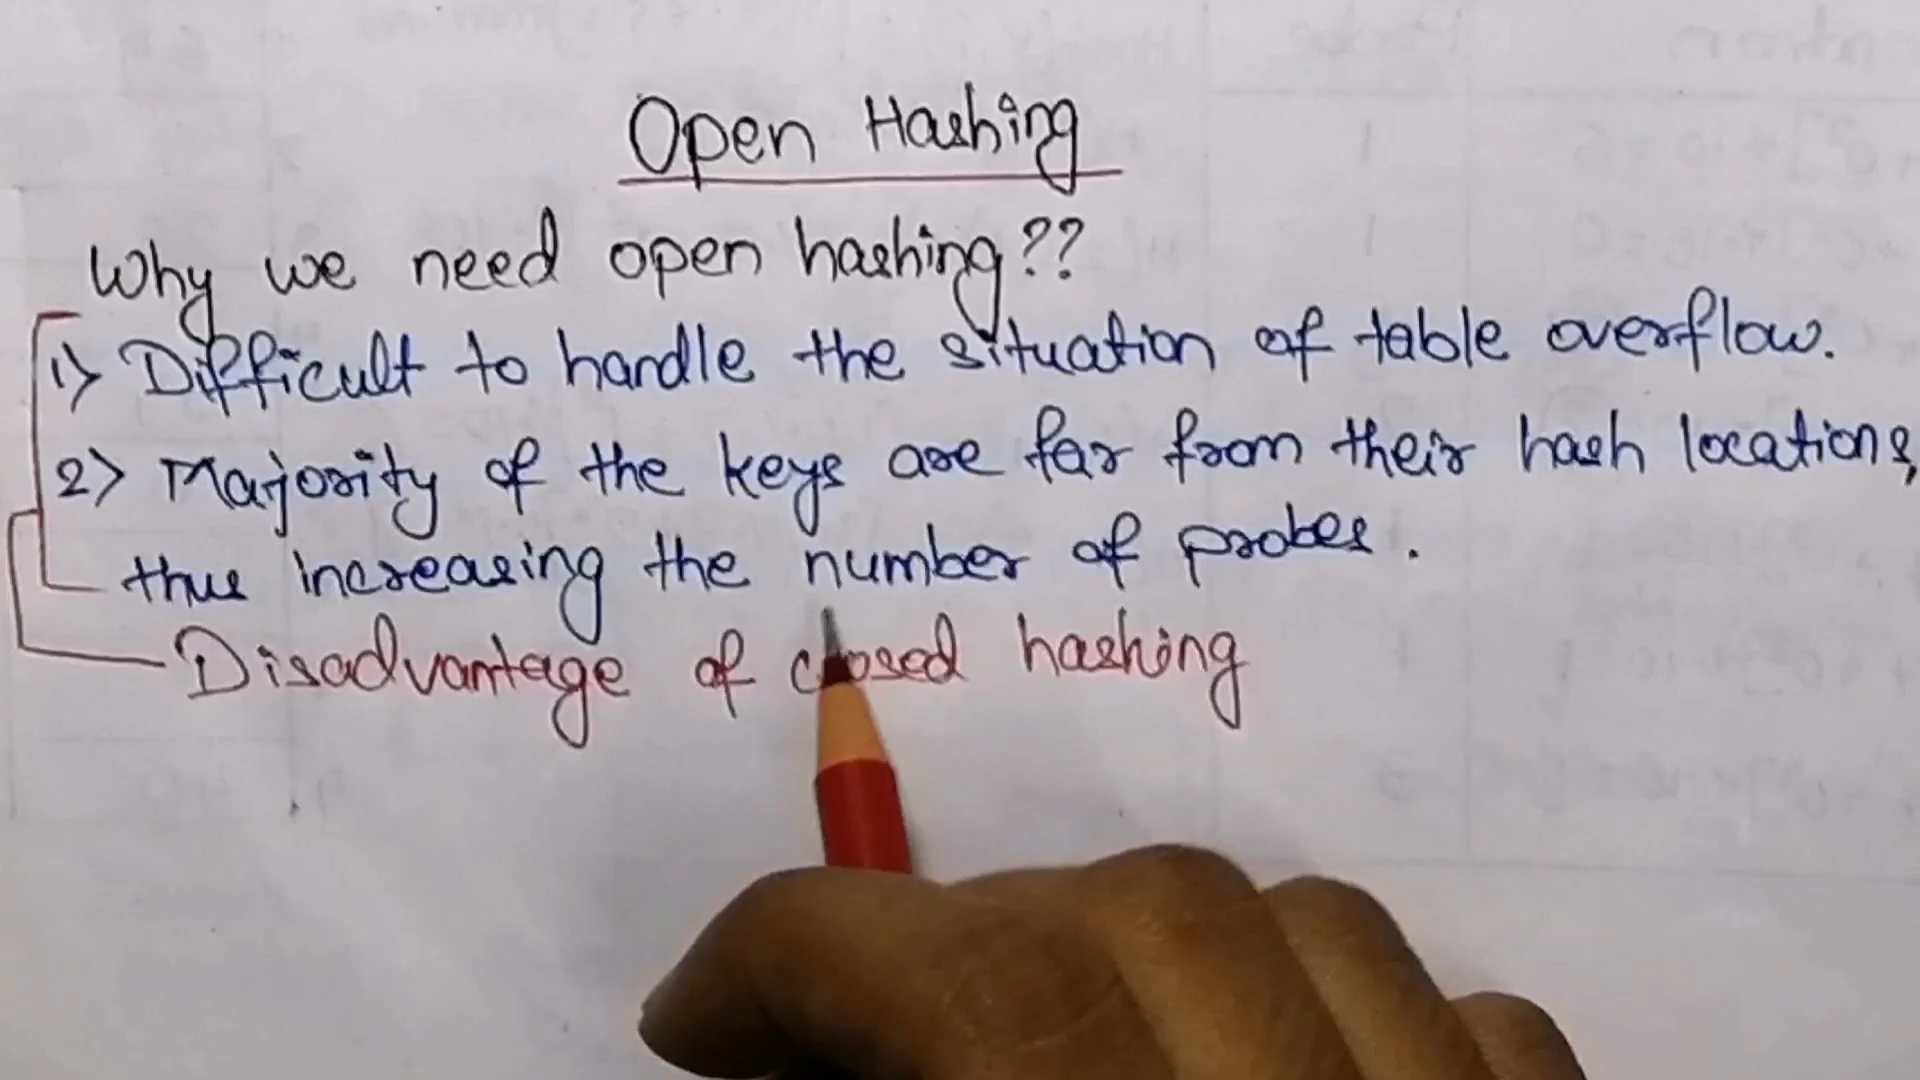 Open Hashing
Why we need open hashing??
1) Difficult to handle the situation of table overflow.
2) Majority of the keys are far from their hash locations,
thus increasing the number of probes.
Disadvantage of closed hashing